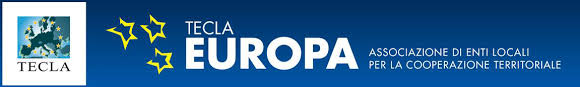 TECLA
TECLA
EUROPA
ASSOCIAZIONE DI ENTI LOCALI
PER LA COOPERAZIONE TERRITORIALE